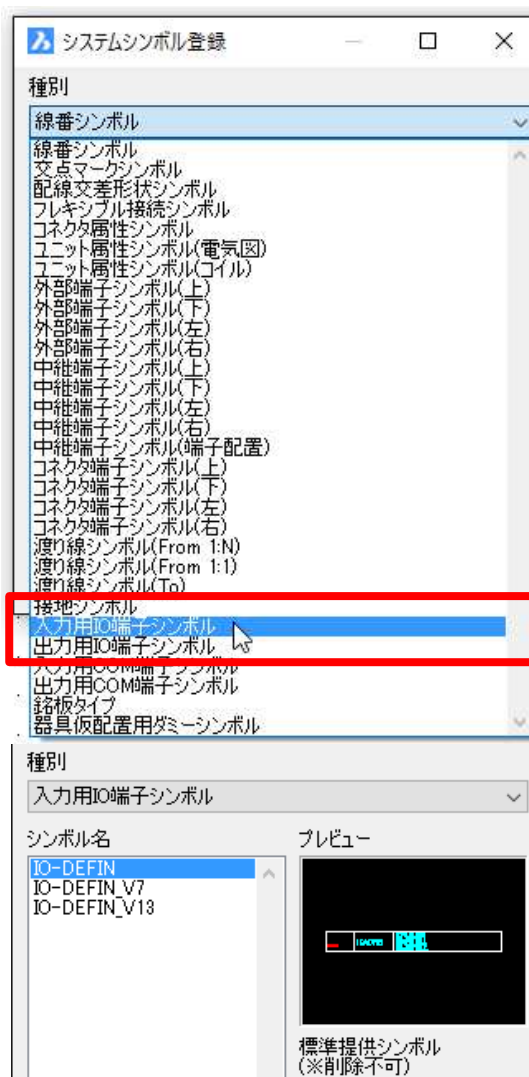 システムシンボル登録
種別
線番シンボル
線番シンボル
交点マークシンボル
配線交差形状シンボル
フレキシブル接続シンボル
コネクタ属性シンボル
ユニット属性シンボル(電気図)
ユニット属性シンボル(コイル)
外部端子シンボル(上)
外部端子シンボル(下)
外部端子シンボル(左)
外部端子シンボル(右)
中継端子シンボル(上)
中継端子シンボル(下)
中継端子シンボル(左)
中継端子シンボル(右)
中継端子シンボル(端子配置)
コネクタ端子シンボル(上)
コネクタ端子シンボル(下)
コネクタ端子シンボル(左)
コネクタ端子シンボル(右)
渡り線シンボル(From 1:N)
渡り線シンボル(From 1:1)
渡り線シンボル(To)
接地シンボル
入力用IO端子シンボル
出力用IO端子シンボル
入力用COM端子シンボル
出力用COM端子シンボル
銘板タイプ
器具仮配置用ダミーシンボル
種別
入力用IO端子シンボル
シンボル名
プレビュー
IO-DEFIN
IO-DEFIN_V7
IO-DEFIN_V13
標準提供シンボル
(※削除不可)